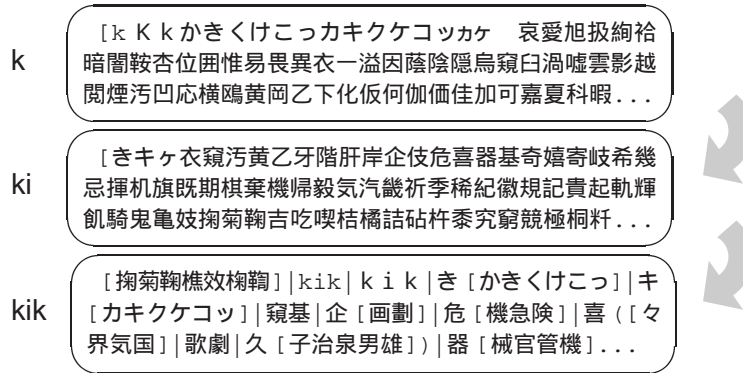 k
[k K ｋかきくけこっカキクケコッヵヶ　哀愛旭扱絢袷
暗闇鞍杏位囲惟易畏異衣一溢因蔭陰隠烏窺臼渦嘘雲影越
閲煙汚凹応横鴎黄岡乙下化仮何伽価佳加可嘉夏科暇...
ki
[きキヶ衣窺汚黄乙牙階肝岸企伎危喜器基奇嬉寄岐希幾
忌揮机旗既期棋棄機帰毅気汽畿祈季稀紀徽規記貴起軌輝
飢騎鬼亀妓掬菊鞠吉吃喫桔橘詰砧杵黍究窮競極桐粁...
kik
[掬菊鞠樵效椈鞫]|kik|ｋｉｋ|き[かきくけこっ]|キ
[カキクケコッ]|窺基|企[画劃]|危[機急険]|喜([々
界気国]|歌劇|久[子治泉男雄])|器[械官管機]...